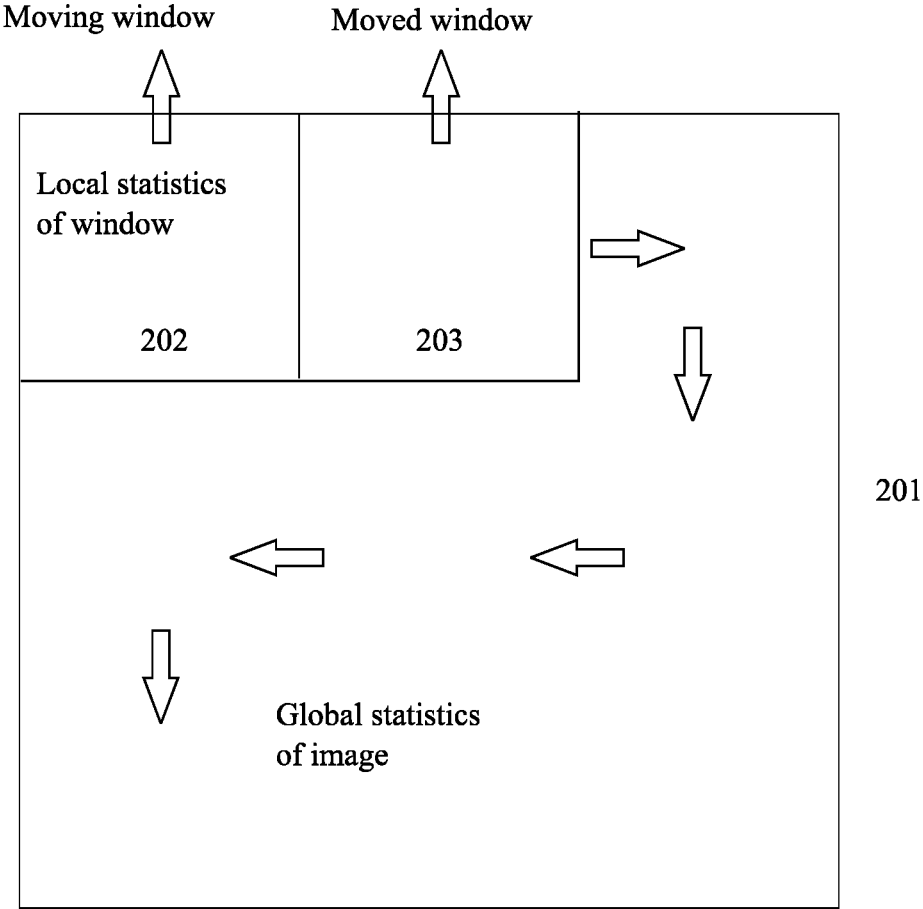 Moving window
Moved window
Local statistics
of window
202
203
201
Global statistics
of image